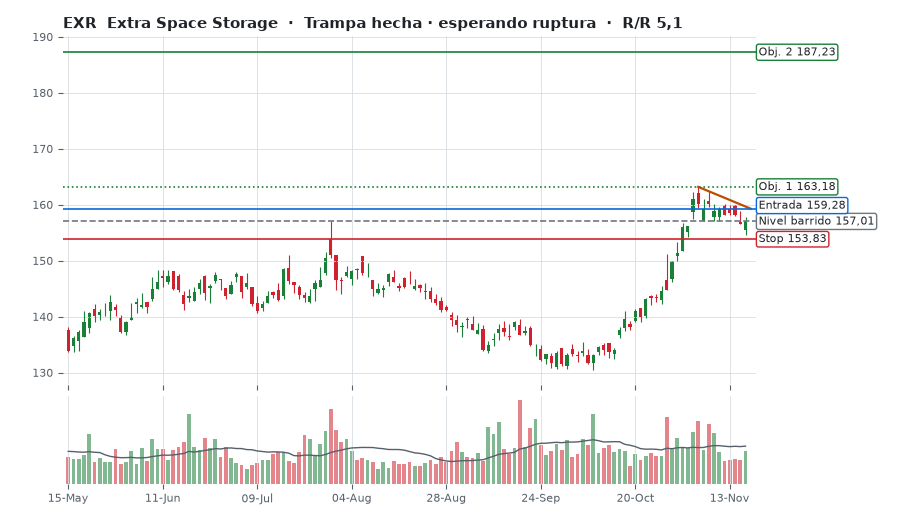 EXR Extra Space Storage · Trampa hecha · esperando ruptura · R/R 5,1
190
180
170
160
150
140
130
Obj. 2 187,23
Obj. 1 163,18
Entrada 159,28
Nivel barrido 157,01
Stop 153,83
15-May
11-Jun
09-Jul
04-Aug
28-Aug
24-Sep
20-Oct
13-Nov